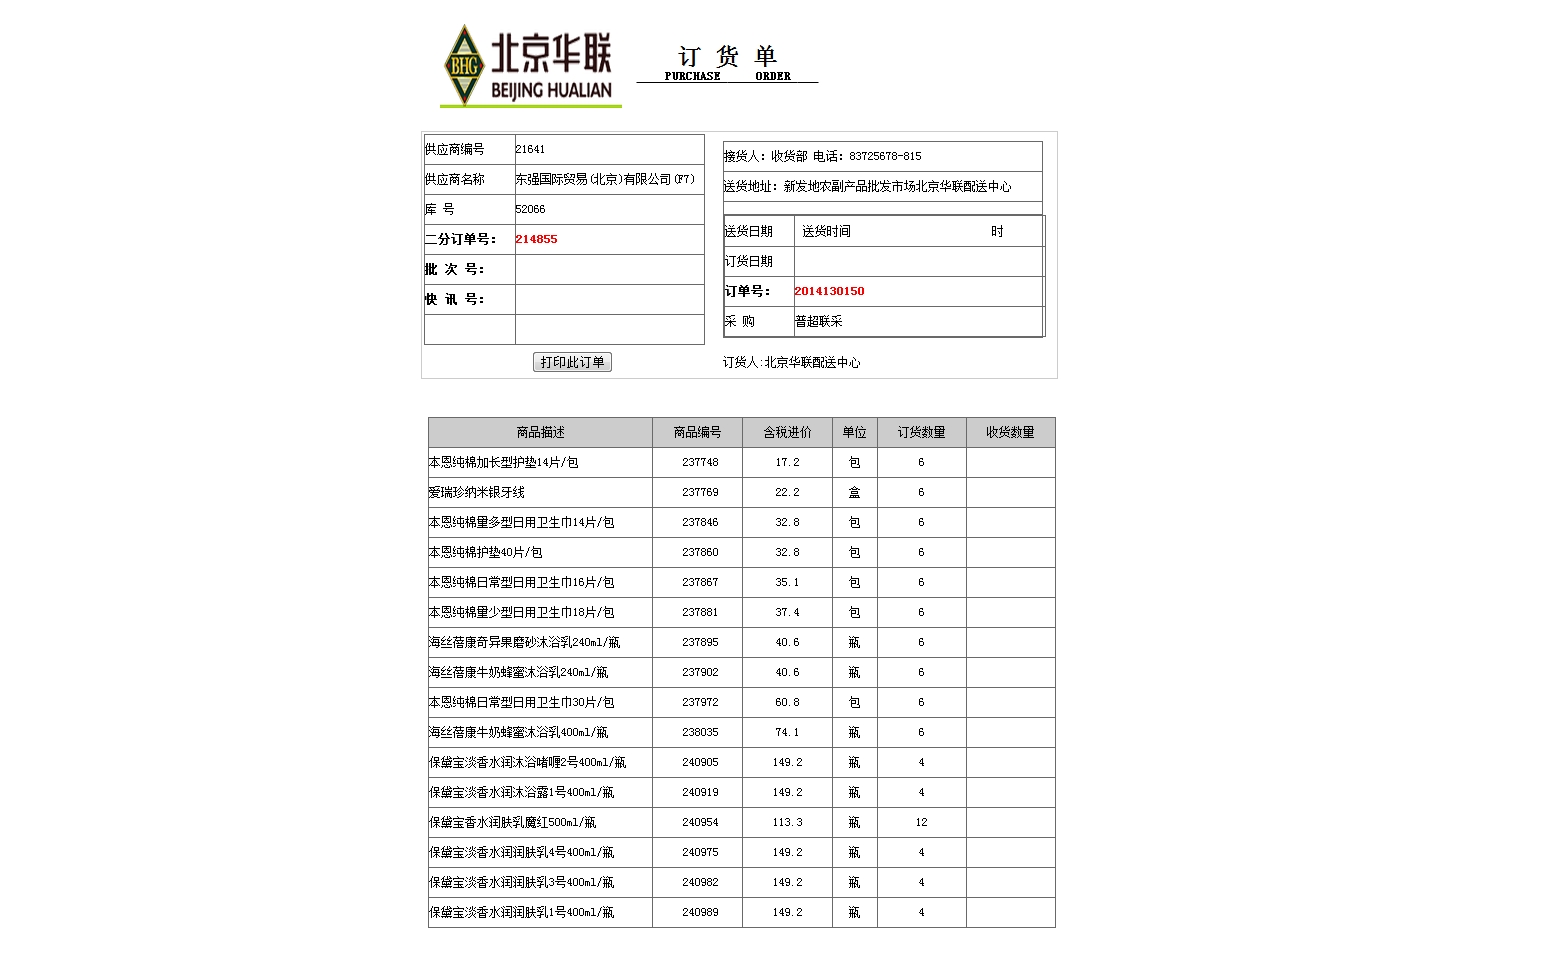 BHG 北京华联
BEIJING HUALIAN
订 货 单
PURCHASE ORDER
供应商编号 21641
供应商名称 东强国际贸易(北京)有限公司(F7)
库 号 52066
二分订单号: 214855
批 次 号:
快 讯 号:
打印此订单
接货人: 收货部 电话: 83725678-815
送货地址: 新发地农副产品批发市场北京华联配送中心
送货日期 送货时间 时
订货日期
订单号: 2014130150
采 购 普超联采
订货人:北京华联配送中心
商品描述 商品编号 含税进价 单位 订货数量 收货数量
本恩纯棉加长型护垫14片/包 237748 17.2 包 6
爱瑞珍纳米银牙线 237769 22.2 盒 6
本恩纯棉量多型日用卫生巾14片/包 237846 32.8 包 6
本恩纯棉护垫40片/包 237860 32.8 包 6
本恩纯棉日常型日用卫生巾16片/包 237867 35.1 包 6
本恩纯棉量少型日用卫生巾18片/包 237881 37.4 包 6
海丝蓓康奇异果磨砂沐浴乳240ml/瓶 237895 40.6 瓶 6
海丝蓓康牛奶蜂蜜沐浴乳240ml/瓶 237902 40.6 瓶 6
本恩纯棉日常型日用卫生巾30片/包 237972 60.8 包 6
海丝蓓康牛奶蜂蜜沐浴乳400ml/瓶 238035 74.1 瓶 6
保黛宝淡香水润沐浴啫喱2号400ml/瓶 240905 149.2 瓶 4
保黛宝淡香水润沐浴露1号400ml/瓶 240919 149.2 瓶 4
保黛宝香水润肤乳魔红500ml/瓶 240954 113.3 瓶 12
保黛宝淡香水润润肤乳4号400ml/瓶 240975 149.2 瓶 4
保黛宝淡香水润润肤乳3号400ml/瓶 240982 149.2 瓶 4
保黛宝淡香水润润肤乳1号400ml/瓶 240989 149.2 瓶 4